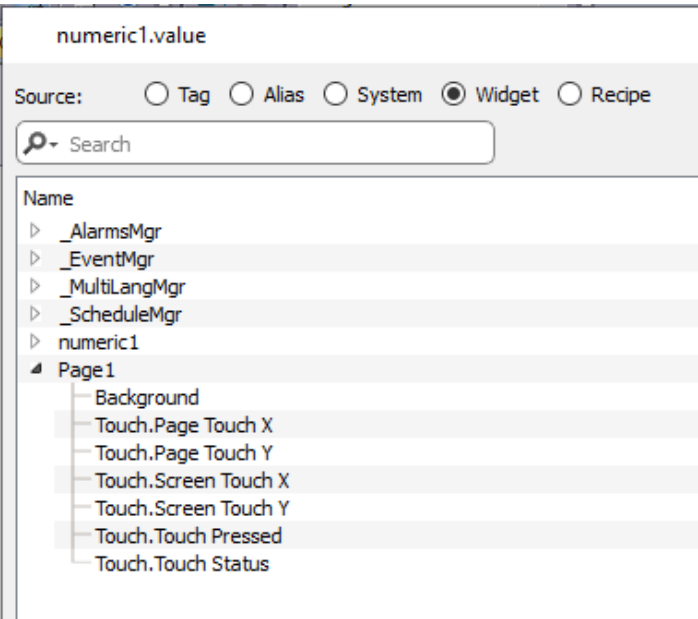 numeric1.value
Source: Tag Alias System Widget Recipe
Search
Name
_AlarmsMgr
_EventMgr
_MultiLangMgr
_ScheduleMgr
numeric1
Page1
Background
Touch.Page Touch X
Touch.Page Touch Y
Touch.Screen Touch X
Touch.Screen Touch Y
Touch.Touch Pressed
Touch.Touch Status